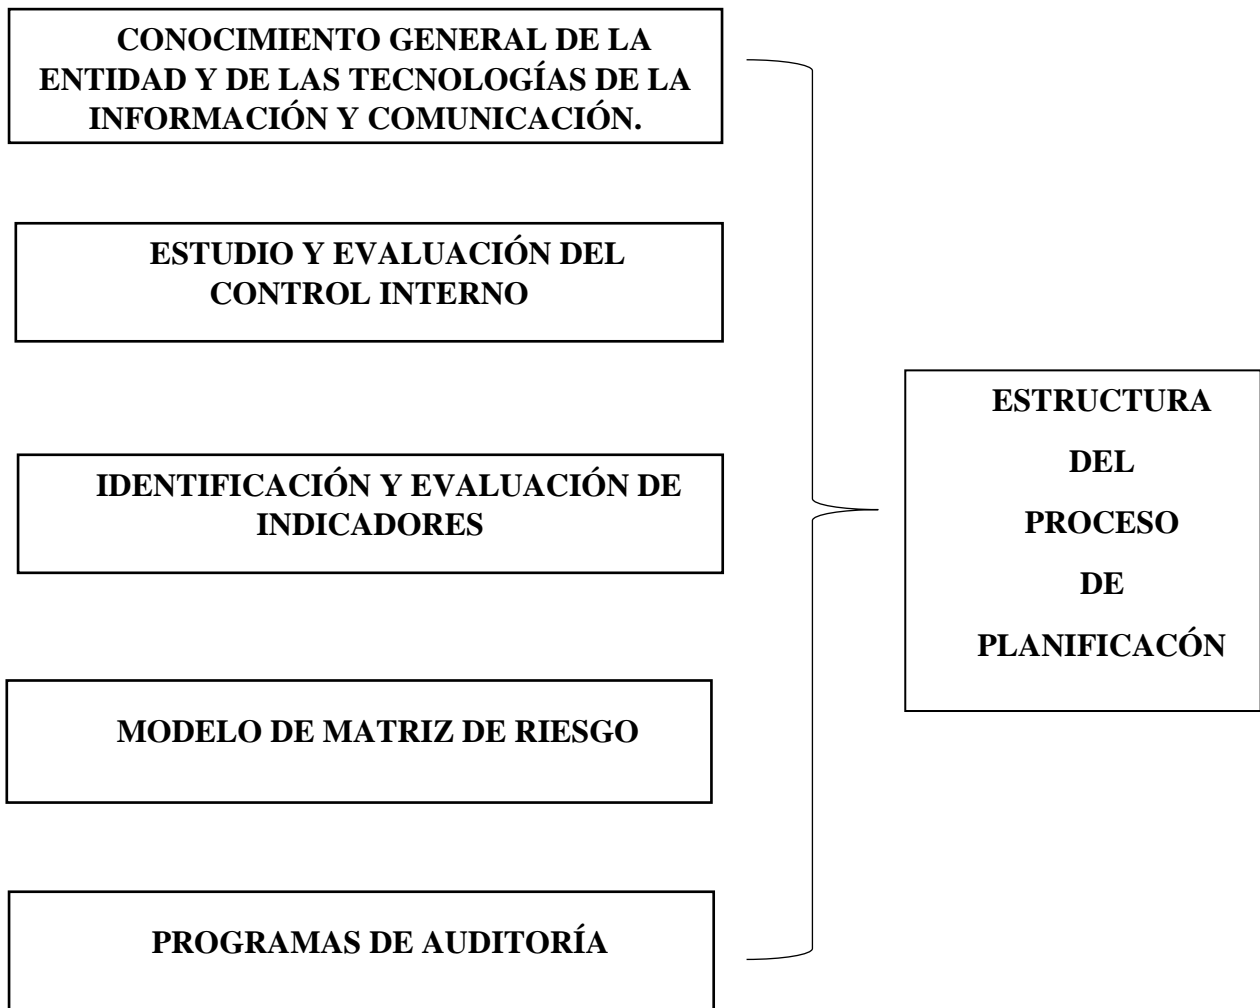 CONOCIMIENTO GENERAL DE LA
ENTIDAD Y DE LAS TECNOLOGÍAS DE LA
INFORMACIÓN Y COMUNICACIÓN.
ESTUDIO Y EVALUACIÓN DEL
CONTROL INTERNO
IDENTIFICACIÓN Y EVALUACIÓN DE
INDICADORES
MODELO DE MATRIZ DE RIESGO
PROGRAMAS DE AUDITORÍA
ESTRUCTURA
DEL
PROCESO
DE
PLANIFICACÓN